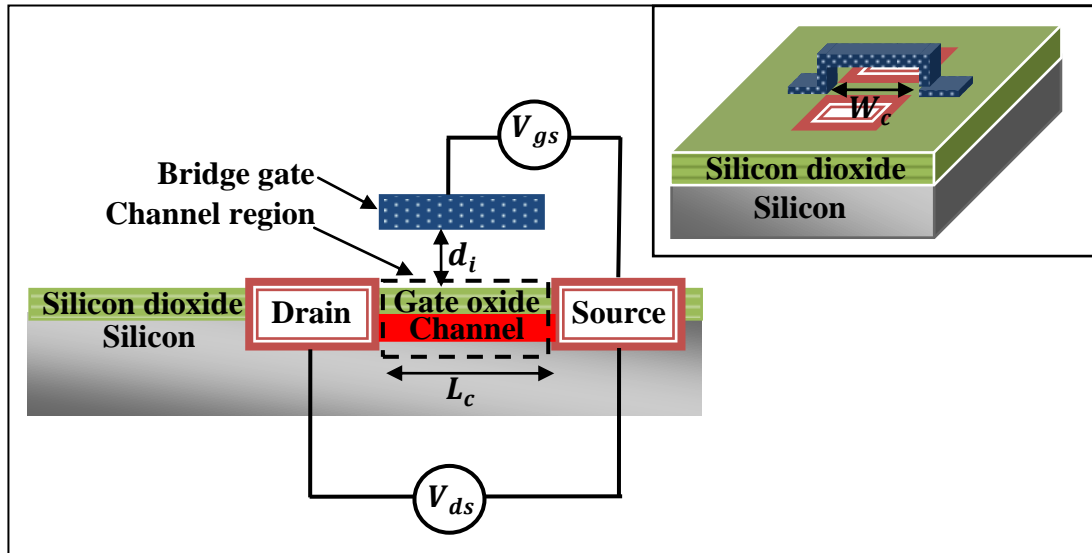 V_gs
Bridge gate
Channel region
d_i
Silicon dioxide
Drain
Gate oxide
Source
Silicon
Channel
L_c
V_ds
W_c
Silicon dioxide
Silicon